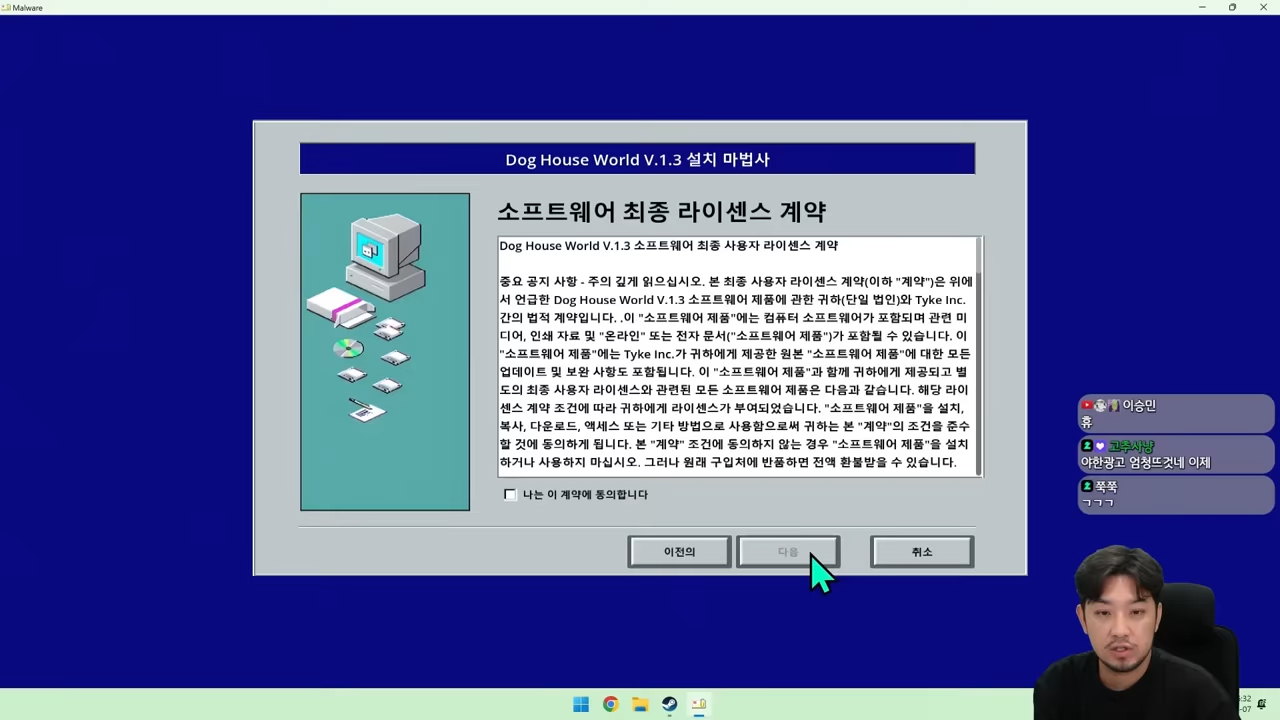 Malware
Dog House World V.1.3 설치 마법사
소프트웨어 최종 라이센스 계약
Dog House World V.1.3 소프트웨어 최종 사용자 라이센스 계약
중요 공지 사항 - 주의 깊게 읽으십시오. 본 최종 사용자 라이센스 계약(이하 "계약")은 위에
서 언급한 Dog House World V.1.3 소프트웨어 제품에 관한 귀하(단일 법인)와 Tyke Inc.
간의 법적 계약입니다. .이 "소프트웨어 제품"에는 컴퓨터 소프트웨어가 포함되며 관련 미
디어, 인쇄 자료 및 "온라인" 또는 전자 문서("소프트웨어 제품")가 포함될 수 있습니다. 이
"소프트웨어 제품"에는 Tyke Inc.가 귀하에게 제공한 원본 "소프트웨어 제품"에 대한 모든
업데이트 및 보완 사항도 포함됩니다. 이 "소프트웨어 제품"과 함께 귀하에게 제공되고 별
도의 최종 사용자 라이센스와 관련된 모든 소프트웨어 제품은 다음과 같습니다. 해당 라이
센스 계약 조건에 따라 귀하에게 라이센스가 부여되었습니다. "소프트웨어 제품"을 설치,
복사, 다운로드, 액세스 또는 기타 방법으로 사용함으로써 귀하는 본 "계약"의 조건을 준수
할 것에 동의하게 됩니다. 본 "계약" 조건에 동의하지 않는 경우 "소프트웨어 제품"을 설치
하거나 사용하지 마십시오. 그러나 원래 구입처에 반품하면 전액 환불받을 수 있습니다.
나는 이 계약에 동의합니다
이전의
다음
취소
이승민
휴
고추사냥
야한광고 엄청뜨것네 이제
쭉쭉
ㄱㄱㄱ
:32
-07